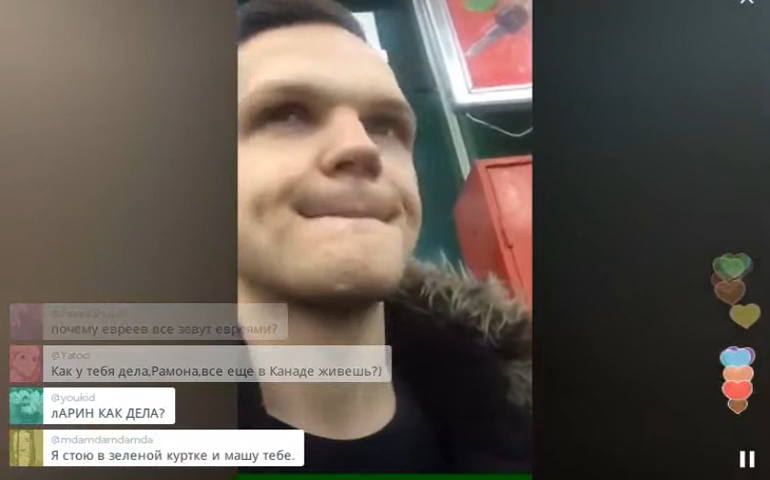 почему евреев все зовут евреями?
@Yatoo
Как у тебя дела,Рамона,все еще в Канаде живешь?)
@youkid
лАРИН КАК ДЕЛА?
@mdamdamdamda
Я стою в зеленой куртке и машу тебе.